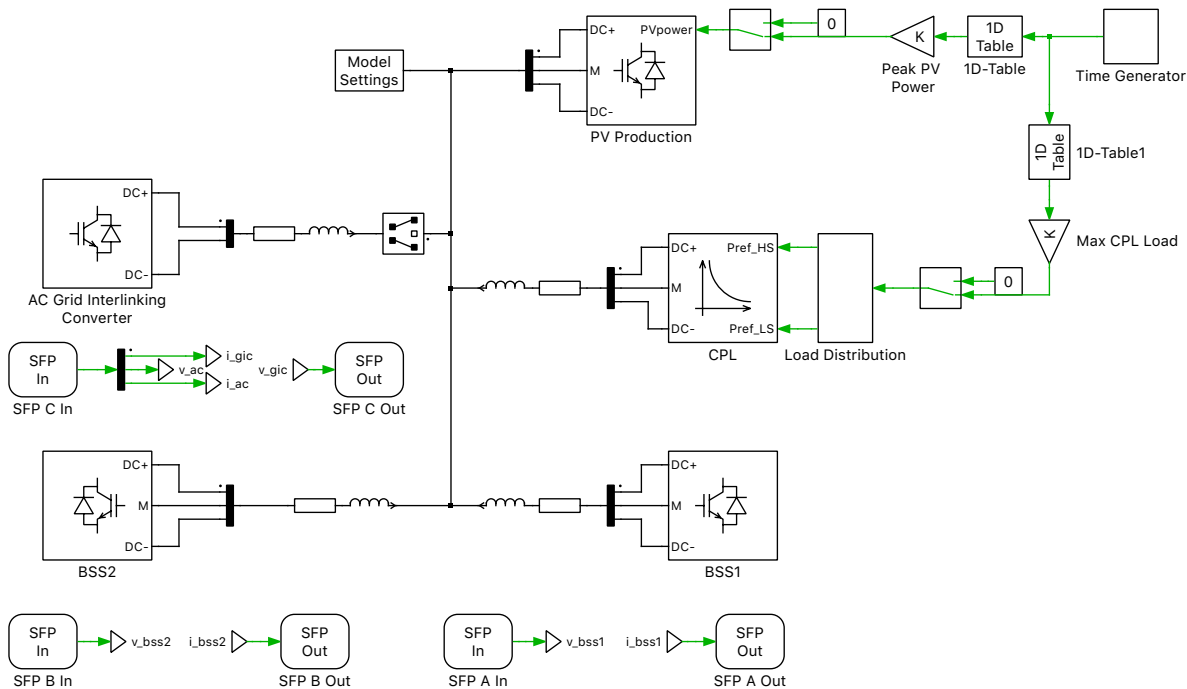 PVpower
0
K
Peak PV
Power
1D
Table
1D-Table
Time Generator
Model
Settings
DC+
M
DC-
PV Production
1D
Table
1D-Table1
K
Max CPL Load
DC+
DC-
AC Grid Interlinking
Converter
DC+
M
DC-
Pref_HS
Pref_LS
CPL
Load Distribution
0
SFP
In
SFP C In
i_gic
v_ac
i_ac
v_gic
SFP
Out
SFP C Out
DC+
M
DC-
BSS2
DC+
M
DC-
BSS1
SFP
In
SFP B In
v_bss2
i_bss2
SFP
Out
SFP B Out
SFP
In
SFP A In
v_bss1
i_bss1
SFP
Out
SFP A Out